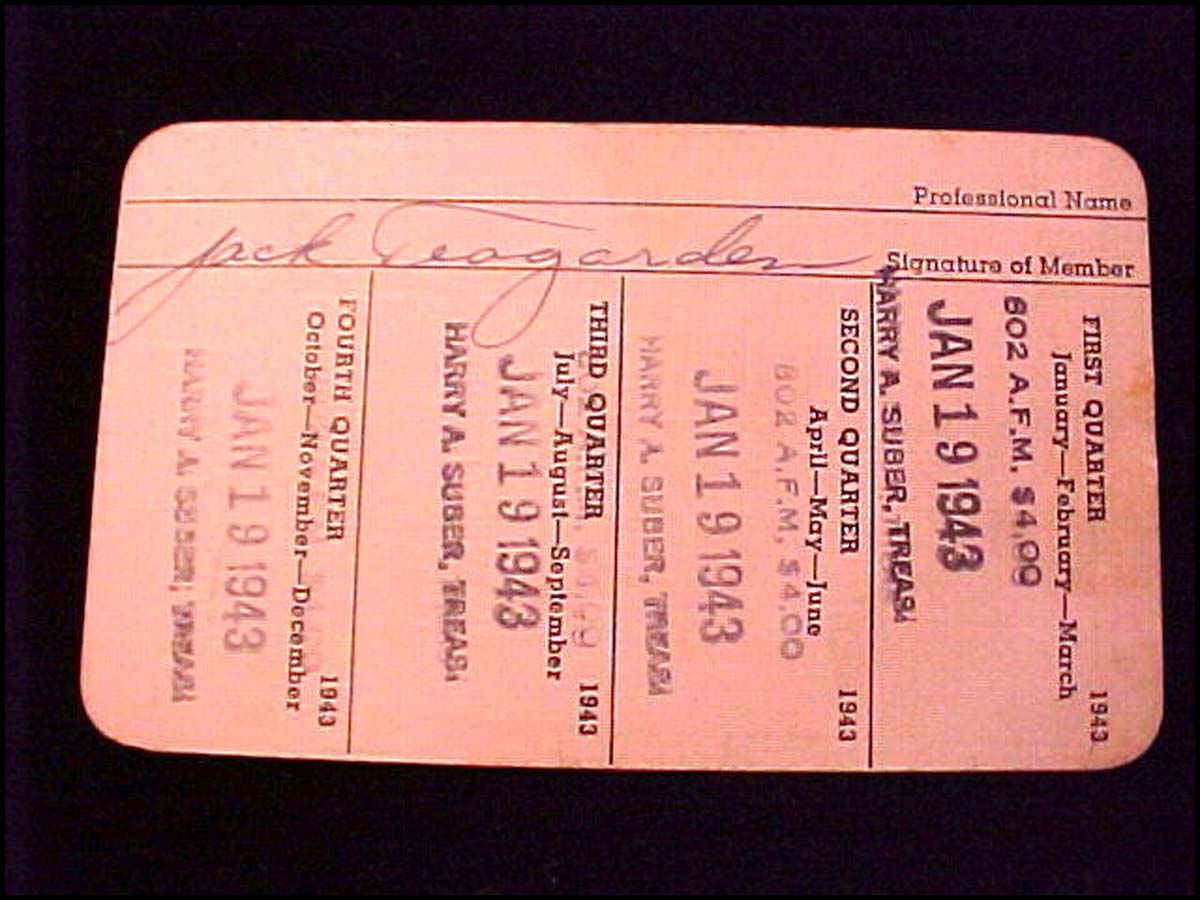 Professional Name
Jack Teagarden
Signature of Member
FIRST QUARTER 1943
January—February—March
802 A.F.M. $4.00
JAN 19 1943
HARRY A. SUBER, TREAS.
SECOND QUARTER 1943
April—May—June
802 A.F.M. $4.00
JAN 19 1943
HARRY A. SUBER, TREAS.
THIRD QUARTER 1943
July—August—September
JAN 19 1943
HARRY A. SUBER, TREAS.
FOURTH QUARTER 1943
October—November—December
JAN 19 1943
HARRY A. SUBER, TREAS.